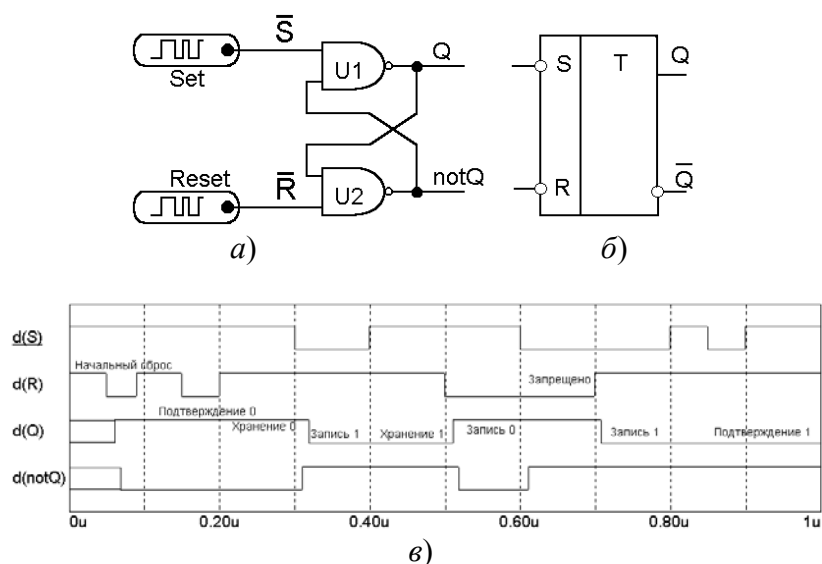 S̅ Q Q
Set U1 S T
Reset R̅ notQ R Q̅
U2
а) б)
d(S)
Начальный сброс
d(R) Запрещено
Подтверждение 0
d(Q) Хранение 0 Запись 1 Хранение 1 Запись 0 Запись 1 Подтверждение 1
d(notQ)
0u 0.20u 0.40u 0.60u 0.80u 1u
в)